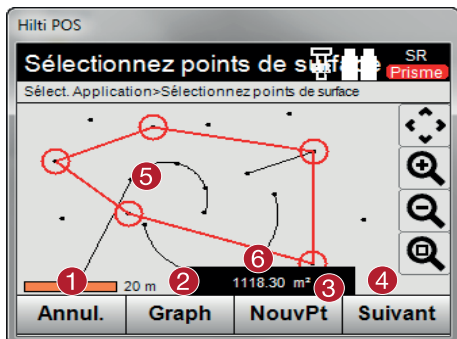 Hilti POS
Sélectionnez points de surface
SR
Prisme
Sélect. Application>Sélectionnez points de surface
5
6
1
20 m
2
1118.30 m²
3
4
Annul.
Graph
NouvPt
Suivant